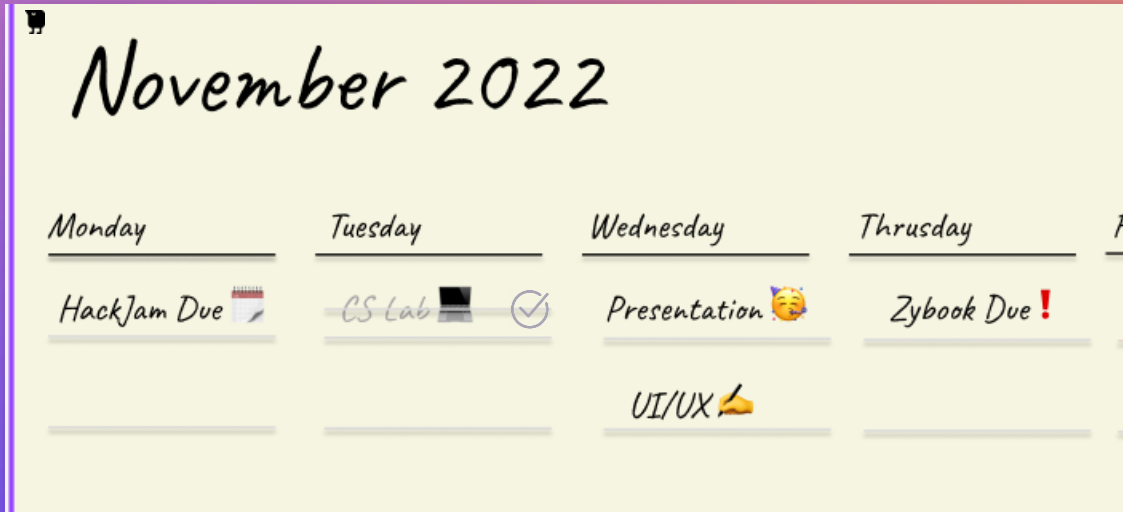 November 2022
Monday Tuesday Wednesday Thrusday
HackJam Due CS Lab Presentation Zybook Due❗
UI/UX